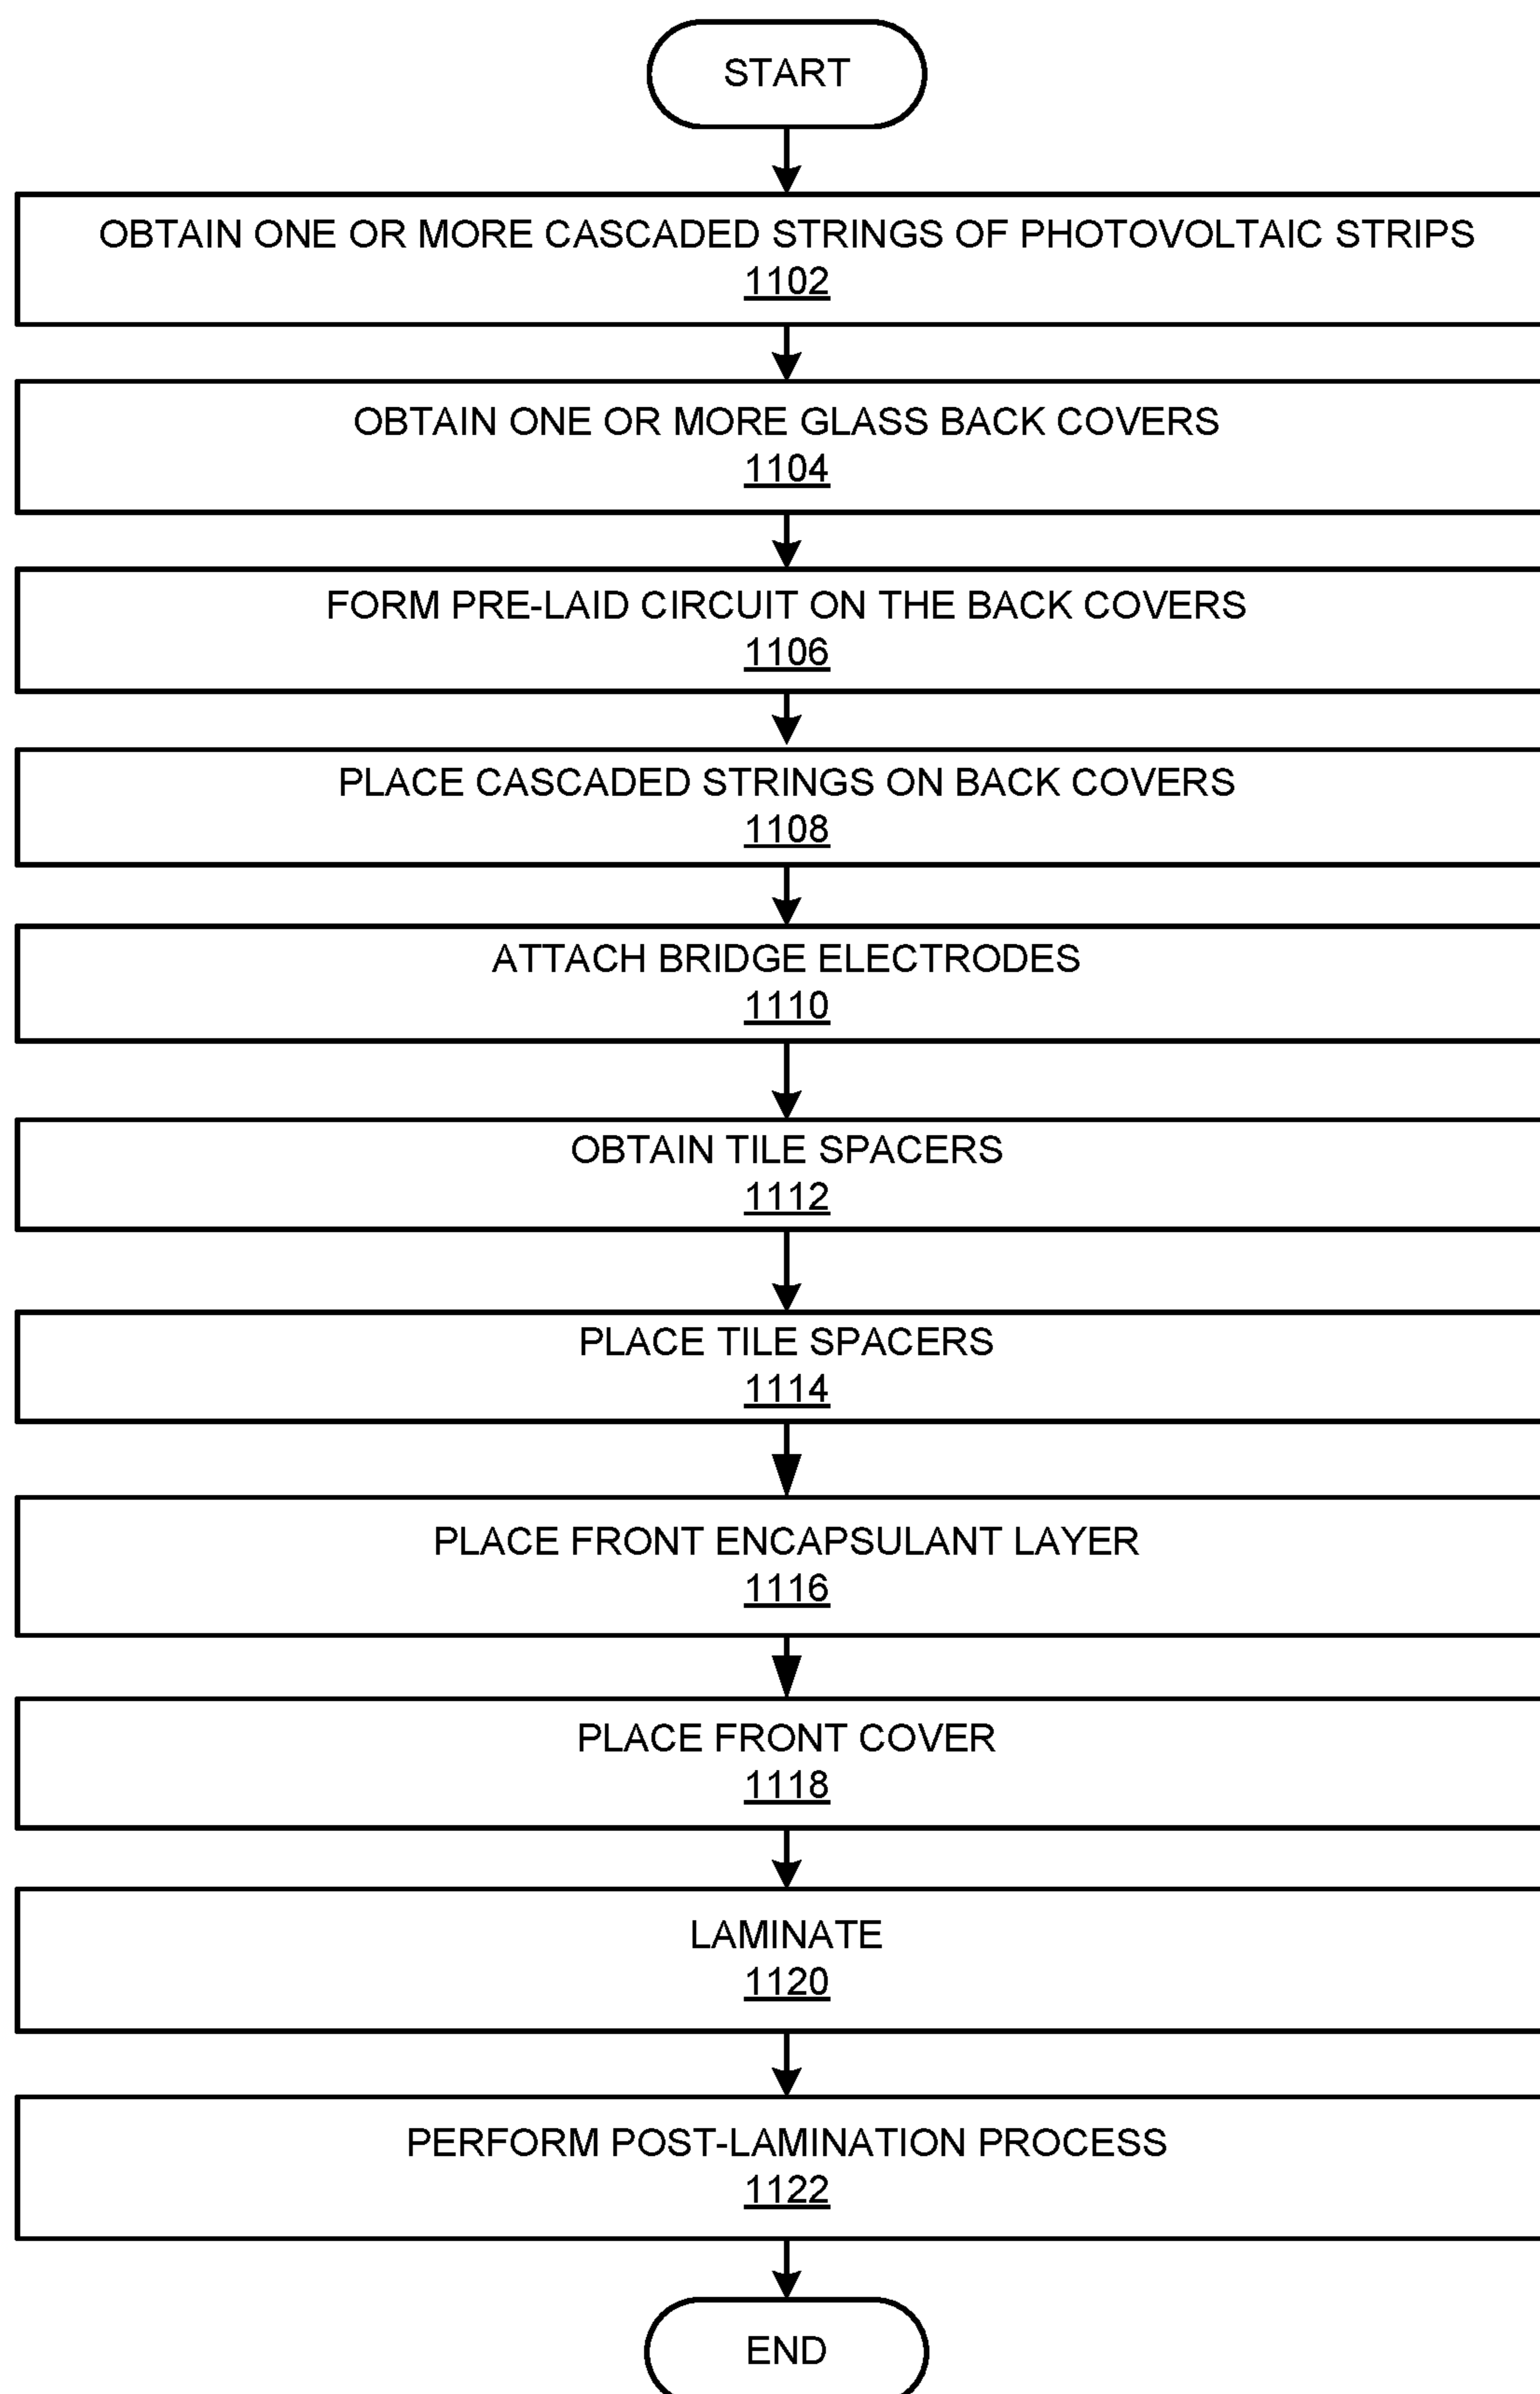 START
OBTAIN ONE OR MORE CASCADED STRINGS OF PHOTOVOLTAIC STRIPS
1102
OBTAIN ONE OR MORE GLASS BACK COVERS
1104
FORM PRE-LAID CIRCUIT ON THE BACK COVERS
1106
PLACE CASCADED STRINGS ON BACK COVERS
1108
ATTACH BRIDGE ELECTRODES
1110
OBTAIN TILE SPACERS
1112
PLACE TILE SPACERS
1114
PLACE FRONT ENCAPSULANT LAYER
1116
PLACE FRONT COVER
1118
LAMINATE
1120
PERFORM POST-LAMINATION PROCESS
1122
END